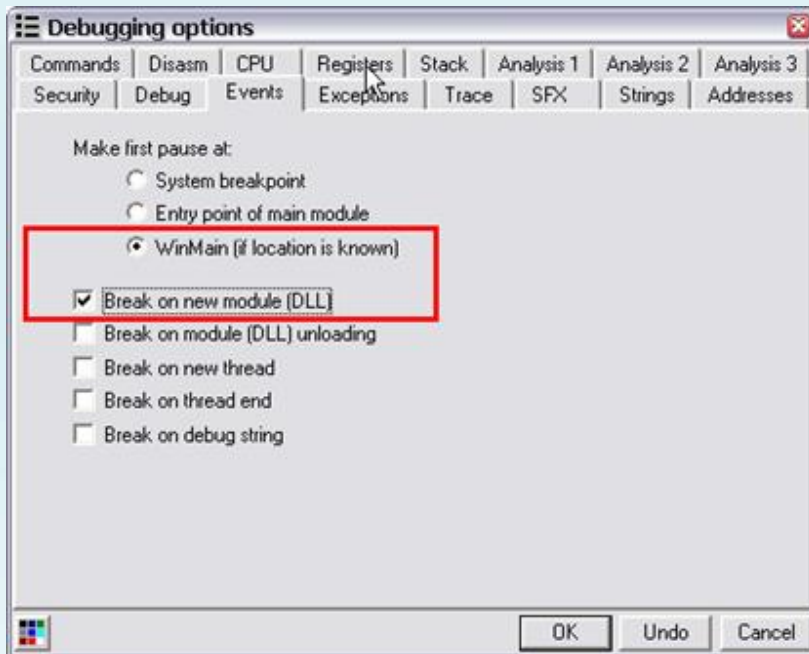 Debugging options
Commands Disasm CPU Registers Stack Analysis 1 Analysis 2 Analysis 3
Security Debug Events Exceptions Trace SFX Strings Addresses
Make first pause at:
System breakpoint
Entry point of main module
WinMain (if location is known)
Break on new module (DLL)
Break on module (DLL) unloading
Break on new thread
Break on thread end
Break on debug string
OK Undo Cancel